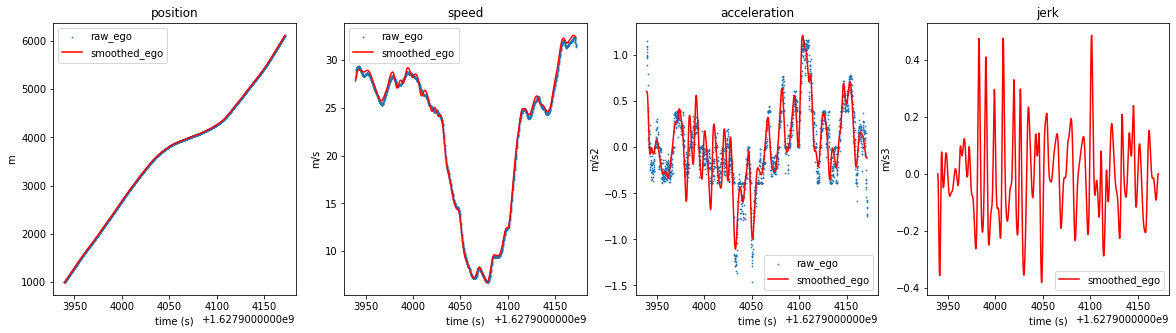 position
raw_ego
smoothed_ego
6000
5000
4000
3000
2000
1000
m
3950 4000 4050 4100 4150
time (s) +1.6279000000e9
speed
raw_ego
smoothed_ego
30
25
20
15
10
m/s
3950 4000 4050 4100 4150
time (s) +1.6279000000e9
acceleration
1.0
0.5
0.0
−0.5
−1.0
−1.5
m/s2
raw_ego
smoothed_ego
3950 4000 4050 4100 4150
time (s) +1.6279000000e9
jerk
0.4
0.2
0.0
−0.2
−0.4
m/s3
smoothed_ego
3950 4000 4050 4100 4150
time (s) +1.6279000000e9